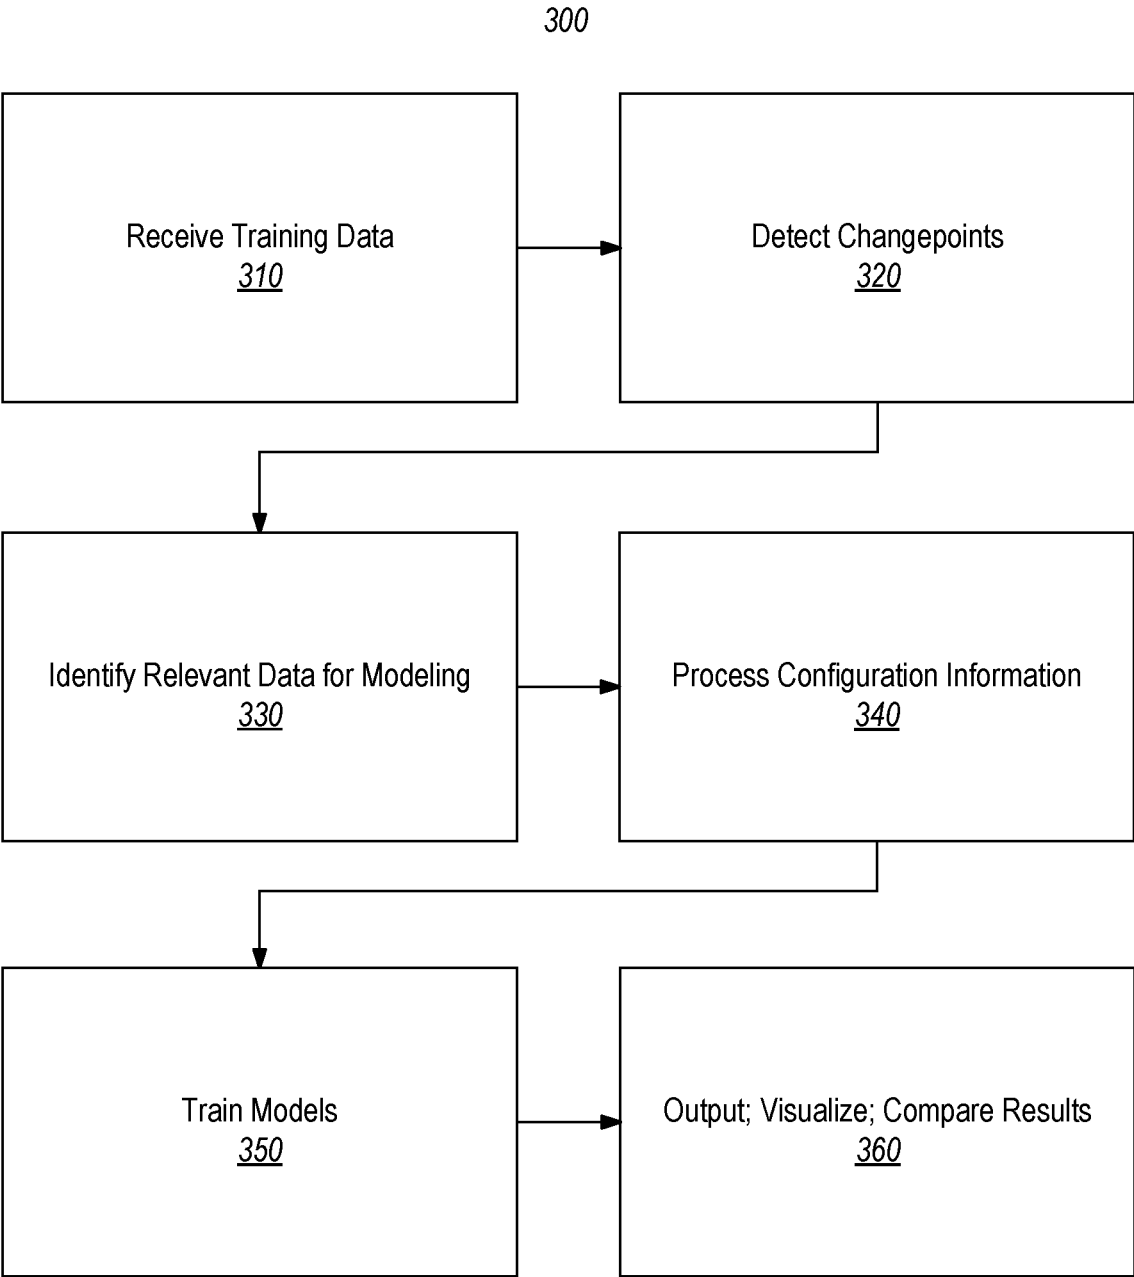 300
Receive Training Data
310
Detect Changepoints
320
Identify Relevant Data for Modeling
330
Process Configuration Information
340
Train Models
350
Output; Visualize; Compare Results
360